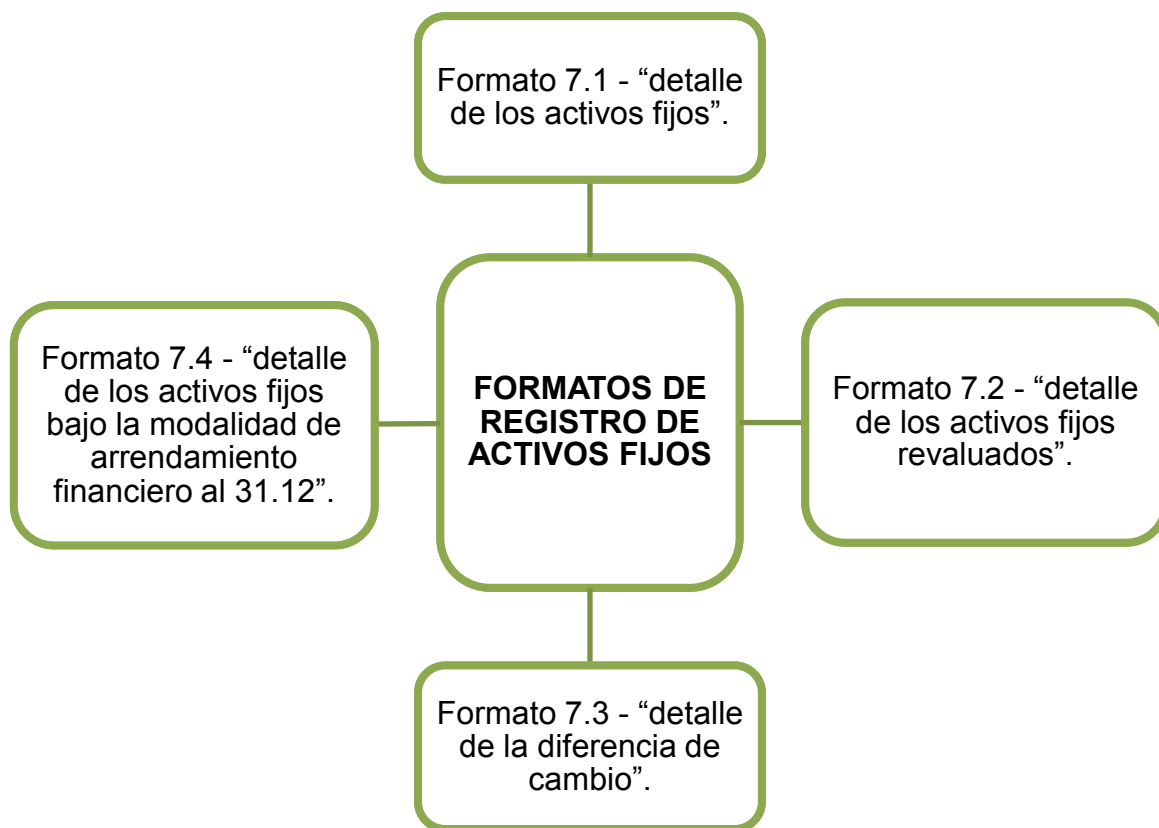 Formato 7.1 - “detalle
de los activos fijos”.
Formato 7.4 - “detalle
de los activos fijos
bajo la modalidad de
arrendamiento
financiero al 31.12”.
FORMATOS DE
REGISTRO DE
ACTIVOS FIJOS
Formato 7.2 - “detalle
de los activos fijos
revaluados”.
Formato 7.3 - “detalle
de la diferencia de
cambio”.